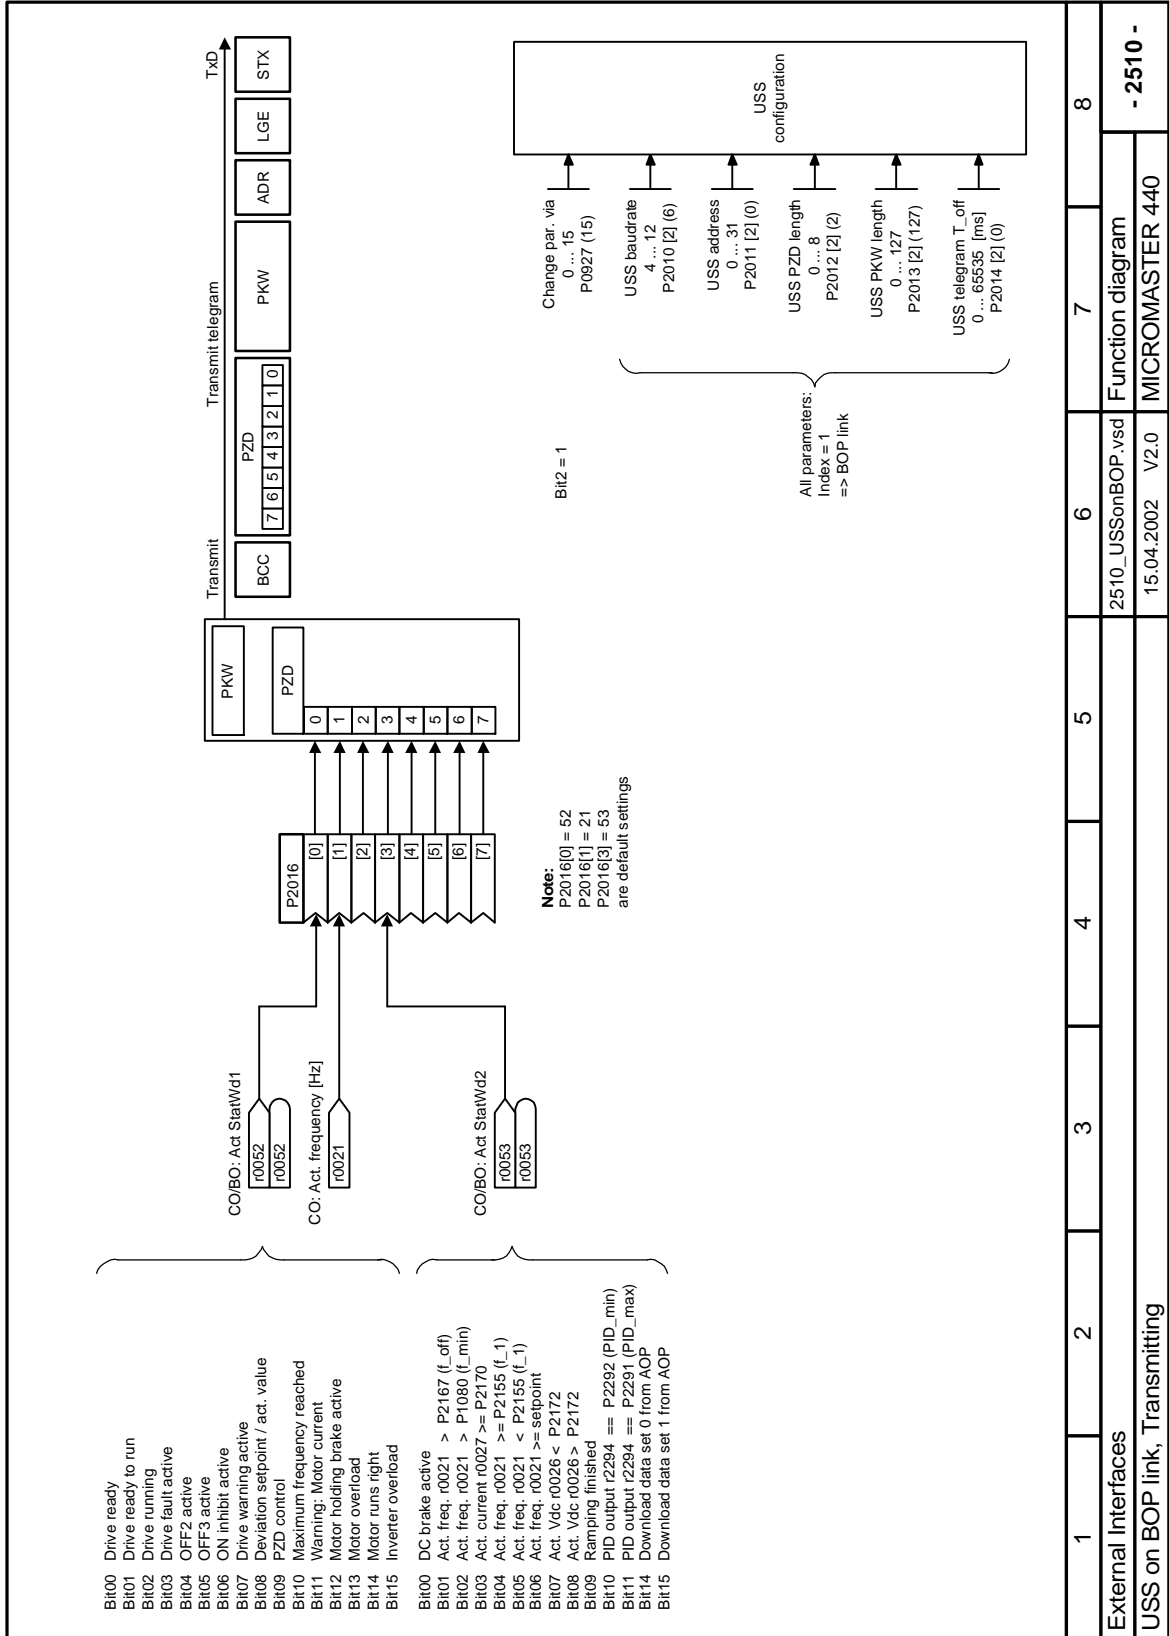 TxD
Transmit
Transmit telegram
BCC
PZD
7 6 5 4 3 2 1 0
PKW
ADR
LGE
STX
PKW
PZD
0
1
2
3
4
5
6
7
P2016
[0]
[1]
[2]
[3]
[4]
[5]
[6]
[7]
Note:
P2016[0] = 52
P2016[1] = 21
P2016[3] = 53
are default settings
CO/BO: Act StatWd1
r0052
r0052
CO: Act. frequency [Hz]
r0021
CO/BO: Act StatWd2
r0053
r0053
Bit00 Drive ready
Bit01 Drive ready to run
Bit02 Drive running
Bit03 Drive fault active
Bit04 OFF2 active
Bit05 OFF3 active
Bit06 ON inhibit active
Bit07 Drive warning active
Bit08 Deviation setpoint / act. value
Bit09 PZD control
Bit10 Maximum frequency reached
Bit11 Warning: Motor current
Bit12 Motor holding brake active
Bit13 Motor overload
Bit14 Motor runs right
Bit15 Inverter overload
Bit00 DC brake active
Bit01 Act. freq. r0021 > P2167 (f_off)
Bit02 Act. freq. r0021 > P1080 (f_min)
Bit03 Act. current r0027 >= P2170
Bit04 Act. freq. r0021 >= P2155 (f_1)
Bit05 Act. freq. r0021 < P2155 (f_1)
Bit06 Act. freq. r0021 >= setpoint
Bit07 Act. Vdc r0026 < P2172
Bit08 Act. Vdc r0026 > P2172
Bit09 Ramping finished
Bit10 PID output r2294 == P2292 (PID_min)
Bit11 PID output r2294 == P2291 (PID_max)
Bit14 Download data set 0 from AOP
Bit15 Download data set 1 from AOP
Bit2 = 1
Change par. via
0 ... 15
P0927 (15)
USS baudrate
4 ... 12
P2010 [2] (6)
USS address
0 ... 31
P2011 [2] (0)
USS PZD length
0 ... 8
P2012 [2] (2)
USS PKW length
0 ... 127
P2013 [2] (127)
USS telegram T_off
0 ... 65535 [ms]
P2014 [2] (0)
All parameters:
Index = 1
=> BOP link
USS
configuration
1 2 3 4 5 6 7 8
External Interfaces
2510_USSonBOP.vsd
Function diagram
- 2510 -
USS on BOP link, Transmitting
15.04.2002 V2.0
MICROMASTER 440